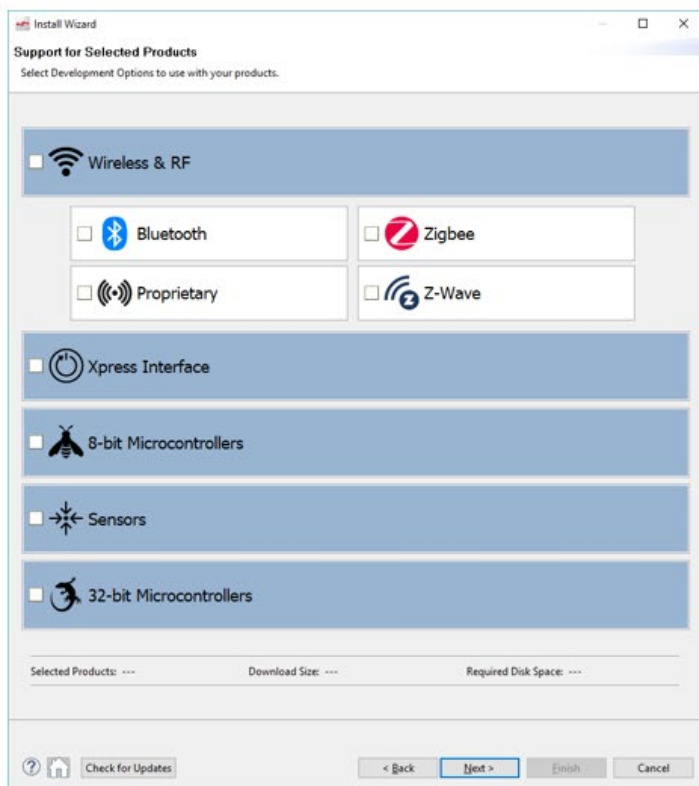 Install Wizard
Support for Selected Products
Select Development Options to use with your products.
Wireless & RF
Bluetooth
Zigbee
Proprietary
Z-Wave
Xpress Interface
8-bit Microcontrollers
Sensors
32-bit Microcontrollers
Selected Products: --- Download Size: --- Required Disk Space: ---
Check for Updates < Back Next > Finish Cancel